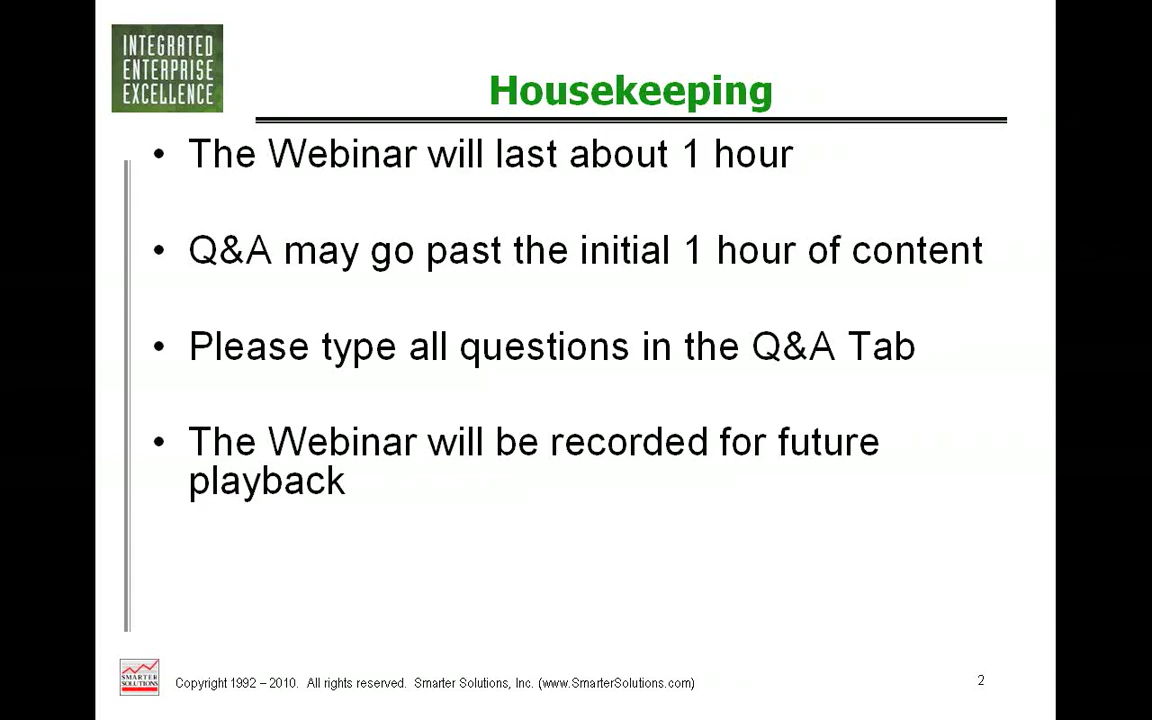 INTEGRATED
ENTERPRISE
EXCELLENCE
Housekeeping
• The Webinar will last about 1 hour
• Q&A may go past the initial 1 hour of content
• Please type all questions in the Q&A Tab
• The Webinar will be recorded for future
playback
SMARTER
SOLUTIONS
Copyright 1992 – 2010. All rights reserved. Smarter Solutions, Inc. (www.SmarterSolutions.com)
2